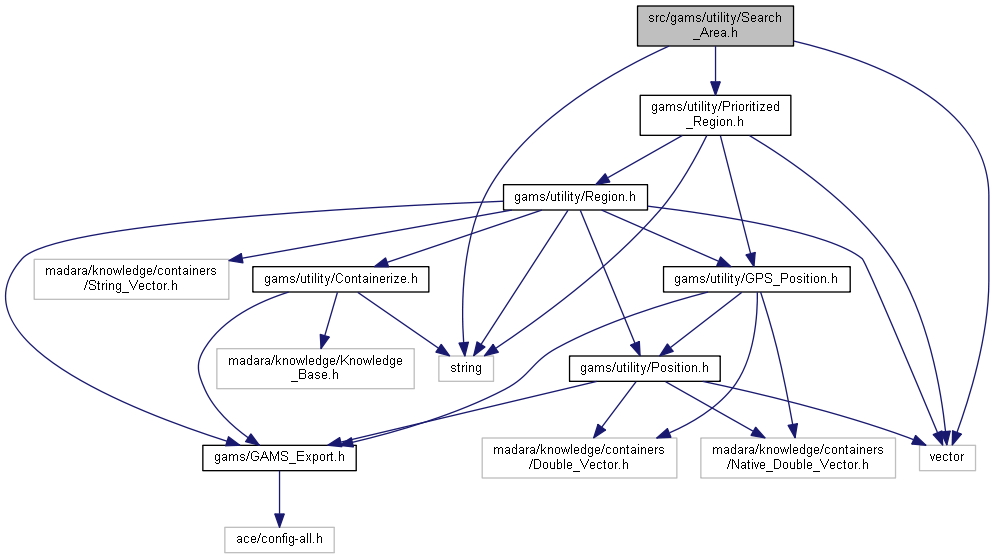 src/gams/utility/Search
_Area.h
gams/utility/Prioritized
_Region.h
gams/utility/Region.h
madara/knowledge/containers
/String_Vector.h
gams/utility/Containerize.h
gams/utility/GPS_Position.h
madara/knowledge/Knowledge
_Base.h
string
gams/utility/Position.h
gams/GAMS_Export.h
madara/knowledge/containers
/Double_Vector.h
madara/knowledge/containers
/Native_Double_Vector.h
vector
ace/config-all.h